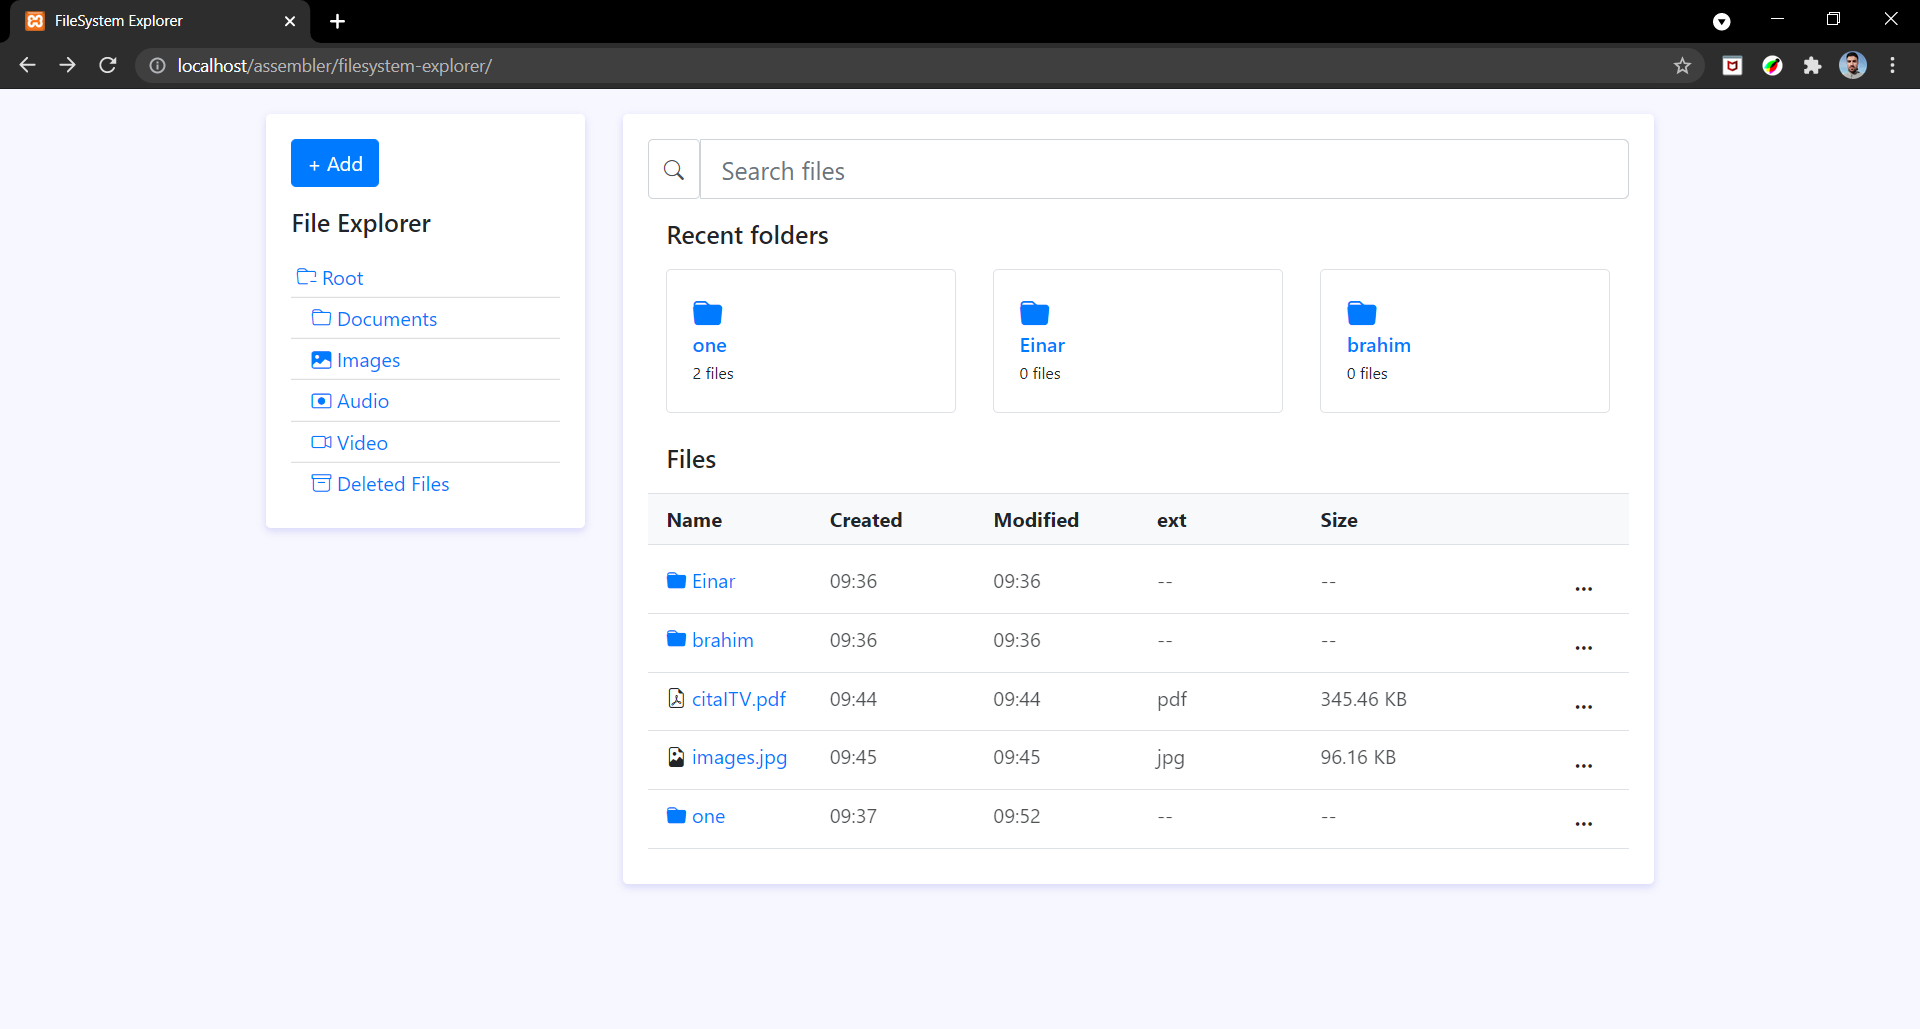 FileSystem Explorer
localhost/assembler/filesystem-explorer/
+ Add
File Explorer
Root
Documents
Images
Audio
Video
Deleted Files
Search files
Recent folders
one
2 files
Einar
0 files
brahim
0 files
Files
Name Created Modified ext Size
Einar 09:36 09:36 -- -- ...
brahim 09:36 09:36 -- -- ...
citaITV.pdf 09:44 09:44 pdf 345.46 KB ...
images.jpg 09:45 09:45 jpg 96.16 KB ...
one 09:37 09:52 -- -- ...